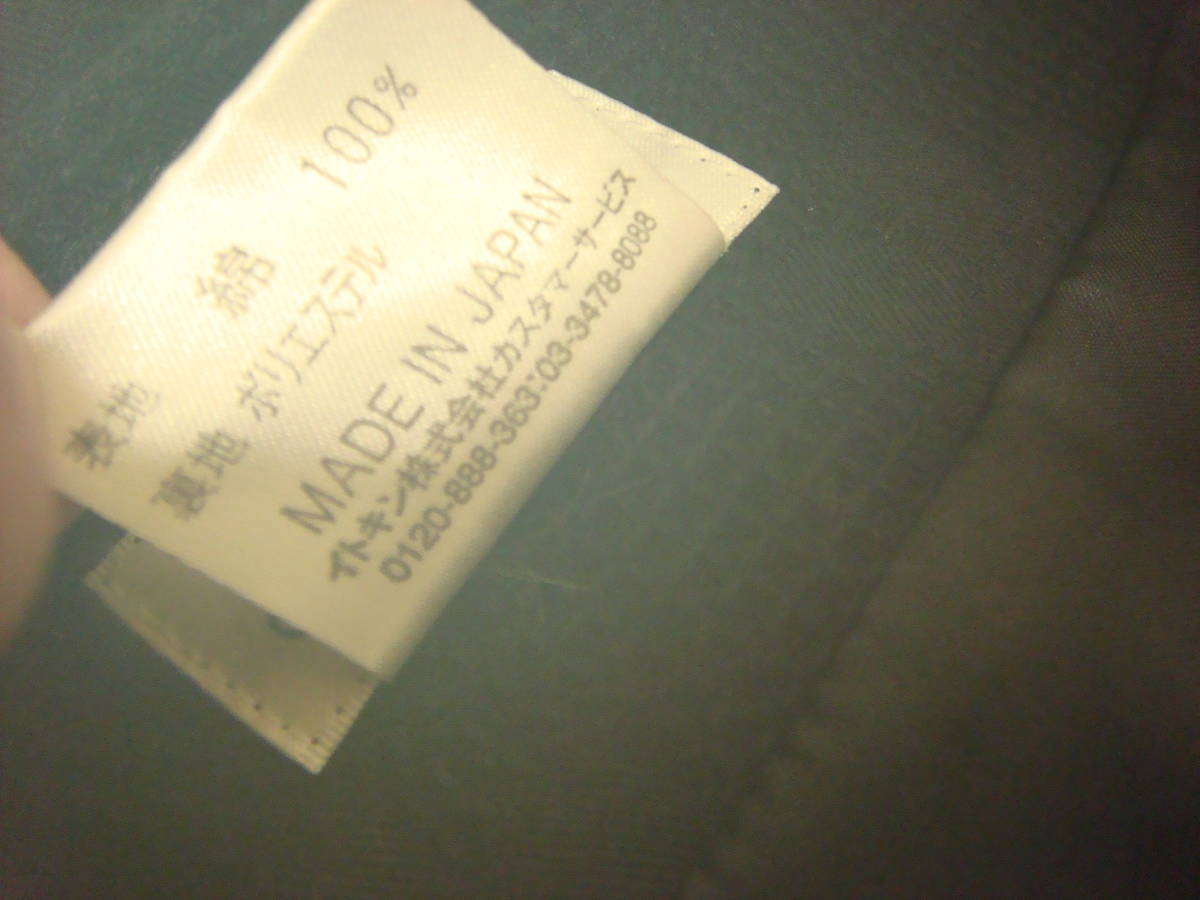 表地 綿 100%
裏地 ポリエステル
MADE IN JAPAN
イトキン株式会社カスタマーサービス
0120-888-363:03-3478-8088